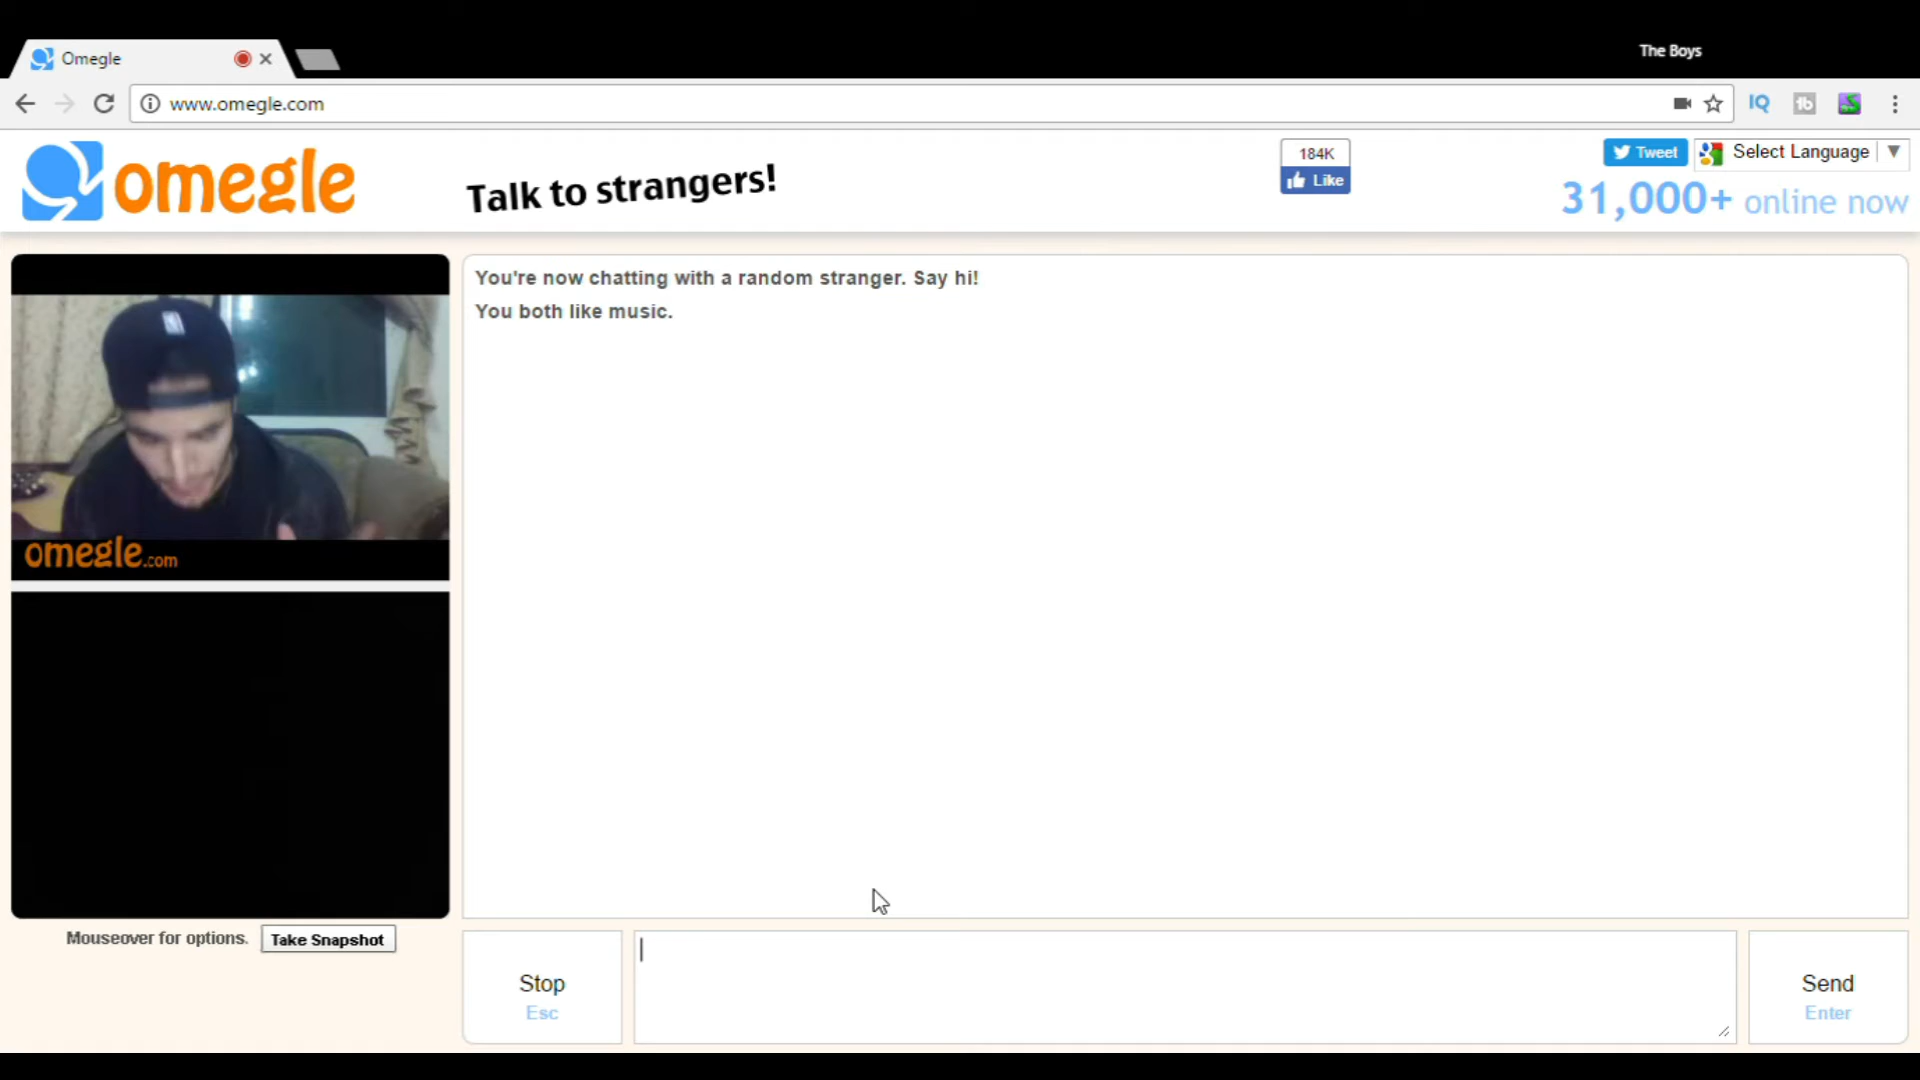 The Boys
Omegle
www.omegle.com
IQ
tb
omegle
Talk to strangers!
184K
Like
Tweet
Select Language
31,000+ online now
You're now chatting with a random stranger. Say hi!
You both like music.
omegle.com
Mouseover for options.
Take Snapshot
Stop
Esc
Send
Enter